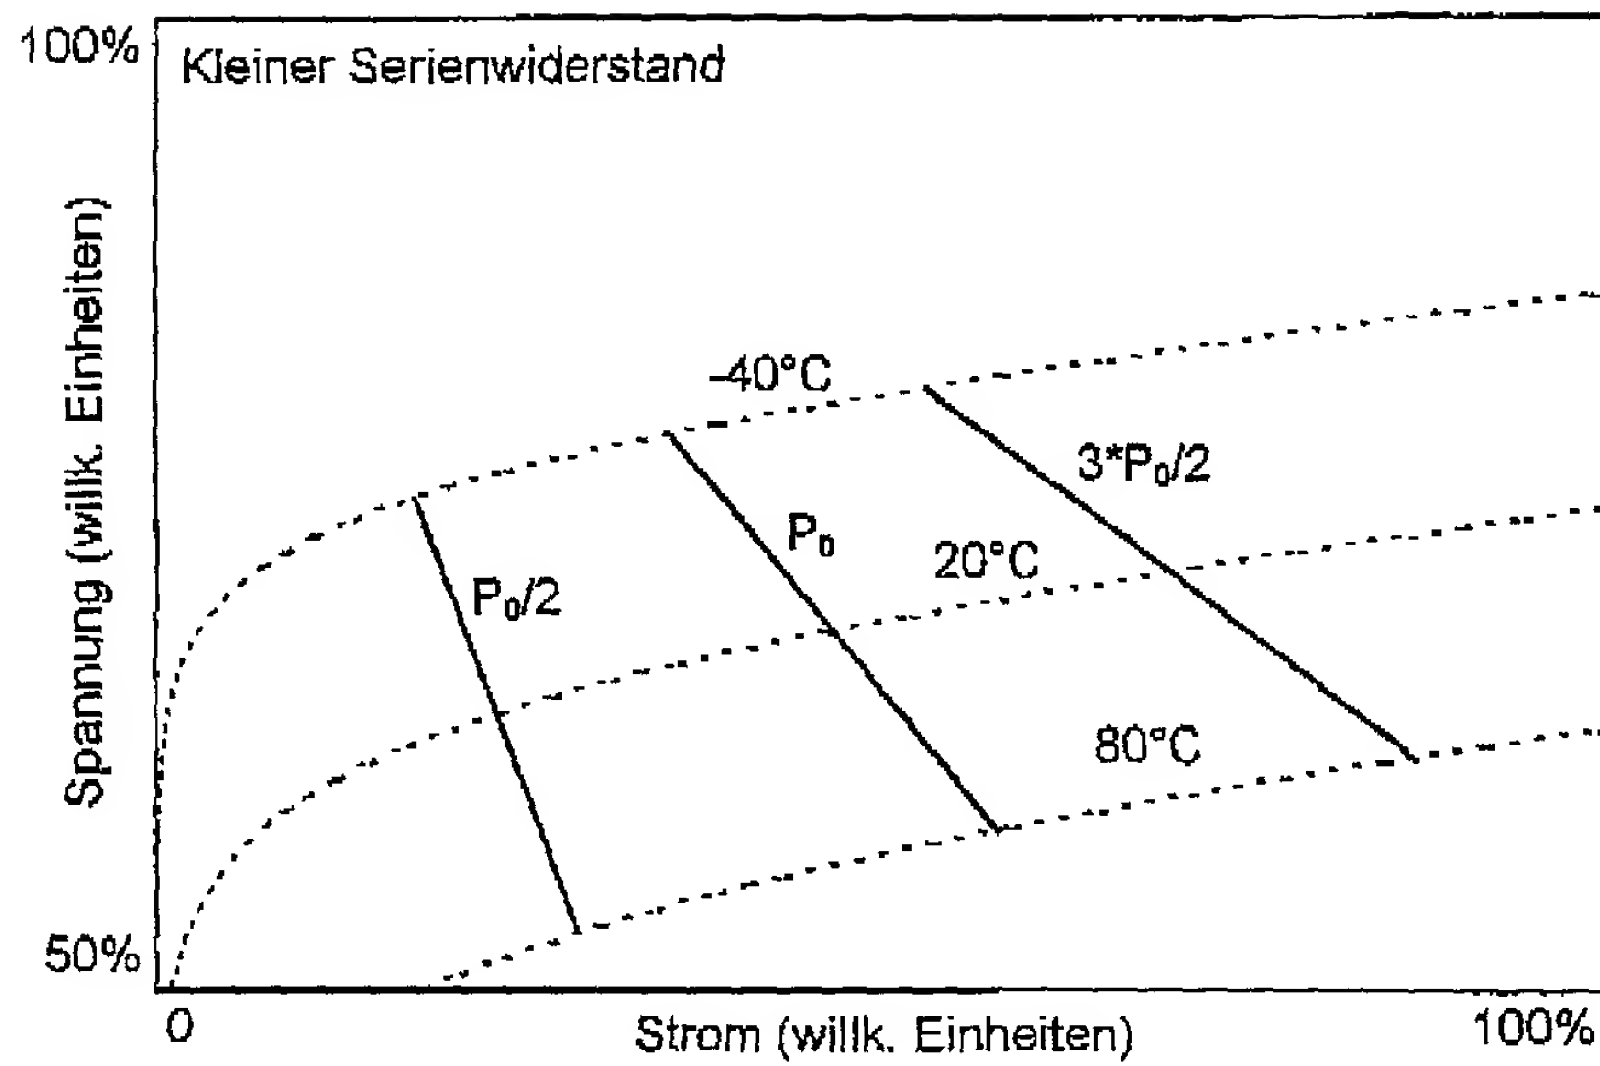 100%
Kleiner Serienwiderstand
Spannung (willk. Einheiten)
–40°C
3*P₀/2
P₀
20°C
P₀/2
80°C
50%
0
Strom (willk. Einheiten)
100%